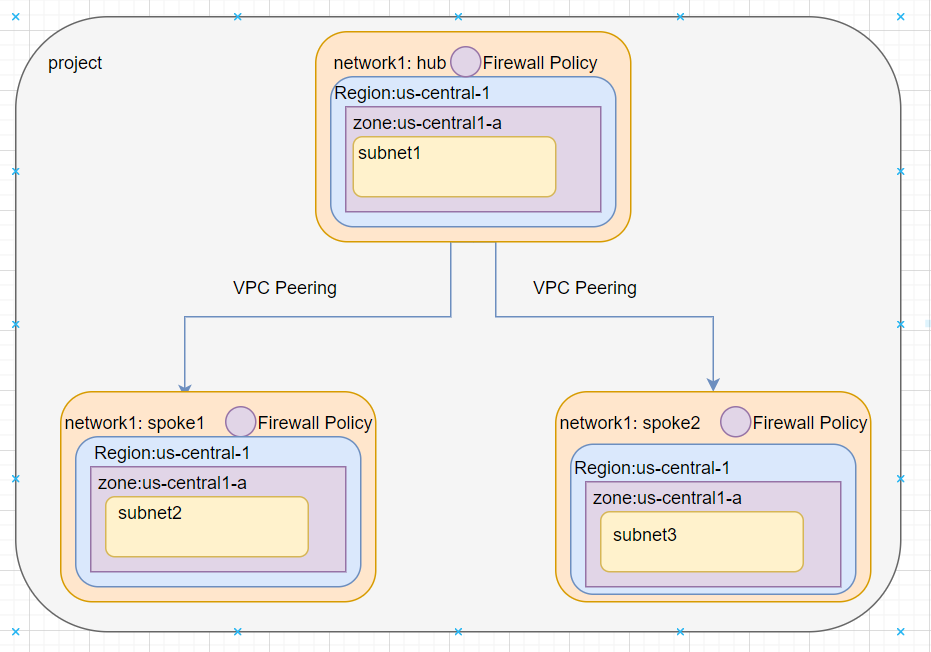 project
network1: hub Firewall Policy
Region:us-central-1
zone:us-central1-a
subnet1
VPC Peering
VPC Peering
network1: spoke1 Firewall Policy
Region:us-central-1
zone:us-central1-a
subnet2
network1: spoke2 Firewall Policy
Region:us-central-1
zone:us-central1-a
subnet3